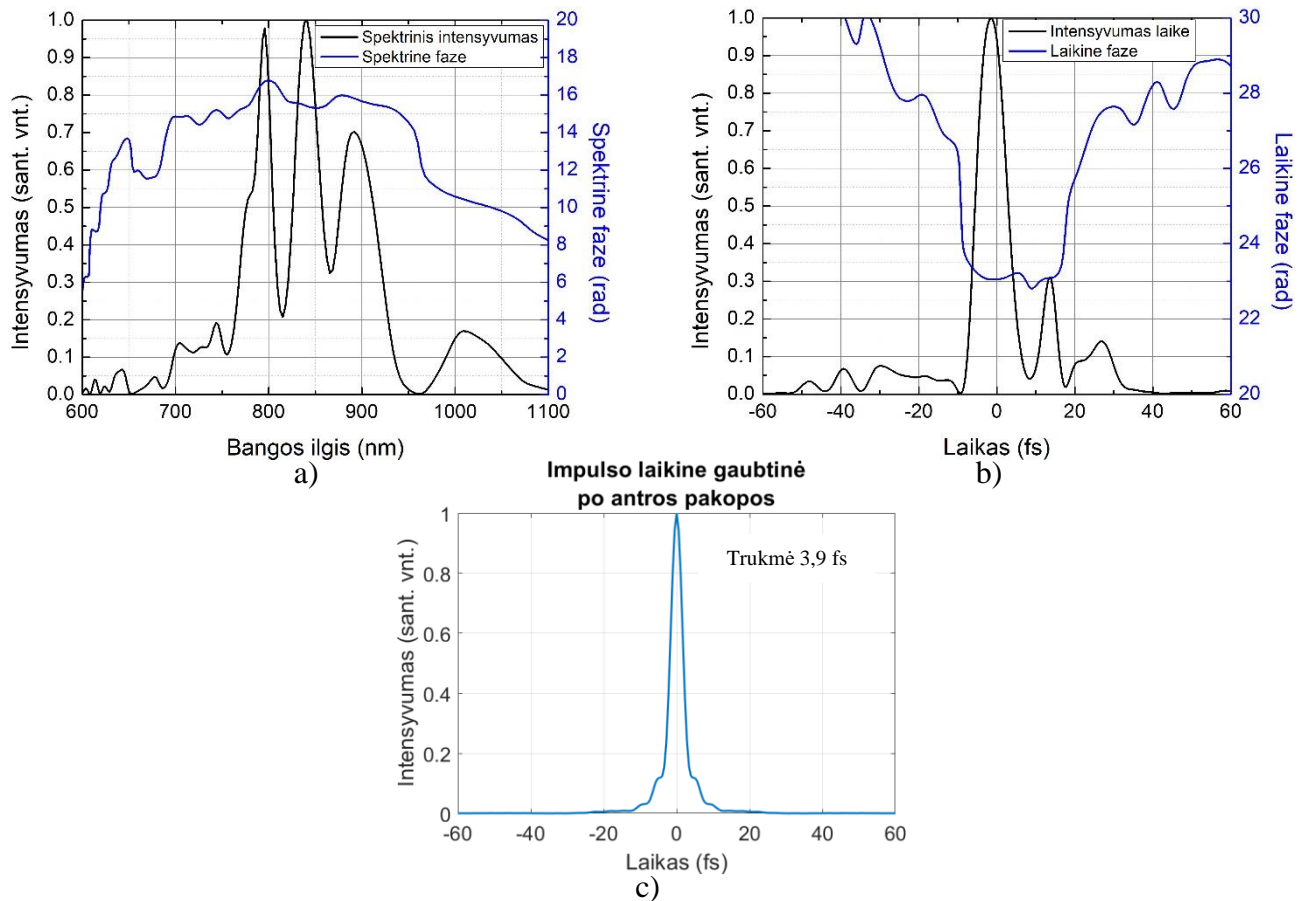 1.0
0.9
0.8
0.7
0.6
0.5
0.4
0.3
0.2
0.1
0.0
Intensyvumas (sant. vnt.)
Spektrinis intensyvumas
Spektrine faze
20
18
16
14
12
10
8
6
4
2
0
Spektrine faze (rad)
600 700 800 900 1000 1100
Bangos ilgis (nm)
a)
1.0
0.9
0.8
0.7
0.6
0.5
0.4
0.3
0.2
0.1
0.0
Intensyvumas (sant. vnt.)
Intensyvumas laike
Laikine faze
30
28
26
24
22
20
Laikine faze (rad)
-60 -40 -20 0 20 40 60
Laikas (fs)
b)
Impulso laikine gaubtinė
po antros pakopos
1
0.8
0.6
0.4
0.2
0
Intensyvumas (sant. vnt.)
Trukmė 3,9 fs
-60 -40 -20 0 20 40 60
Laikas (fs)
c)